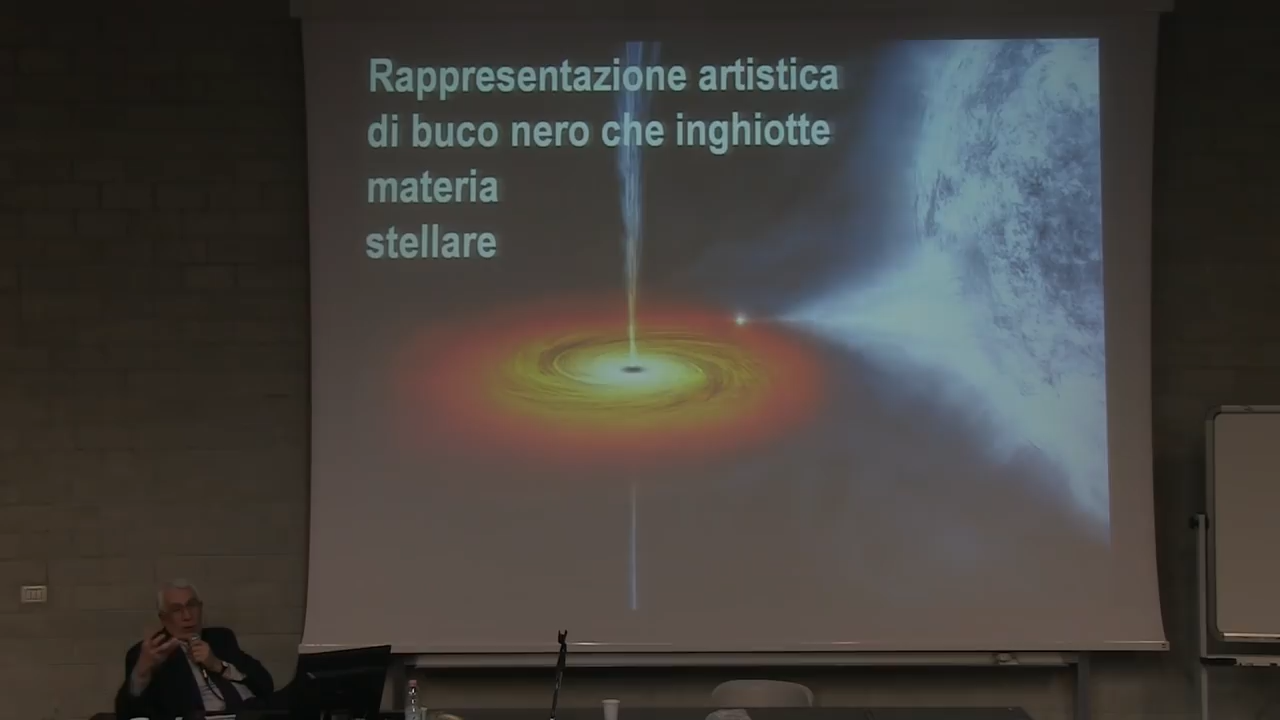 Rappresentazione artistica
di buco nero che inghiotte
materia
stellare